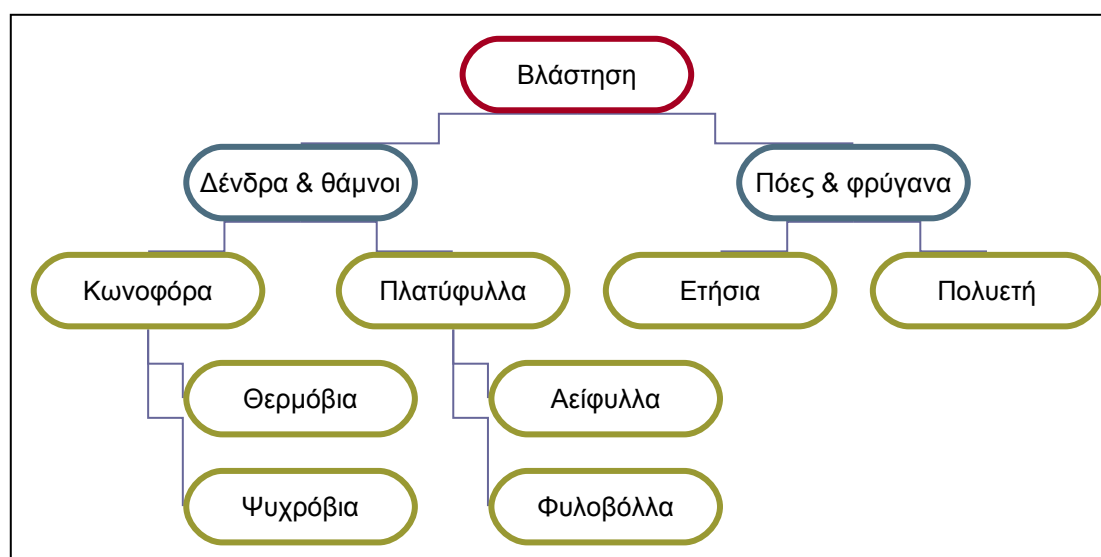 Βλάστηση
Δένδρα & θάμνοι
Πόες & φρύγανα
Κωνοφόρα
Πλατύφυλλα
Ετήσια
Πολυετή
Θερμόβια
Αείφυλλα
Ψυχρόβια
Φυλοβόλλα